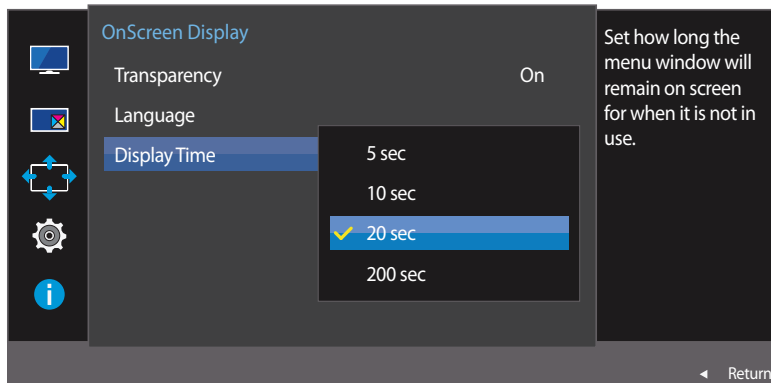 OnScreen Display
Transparency On
Language
Display Time
5 sec
10 sec
20 sec
200 sec
Set how long the
menu window will
remain on screen
for when it is not in
use.
i
◄ Return